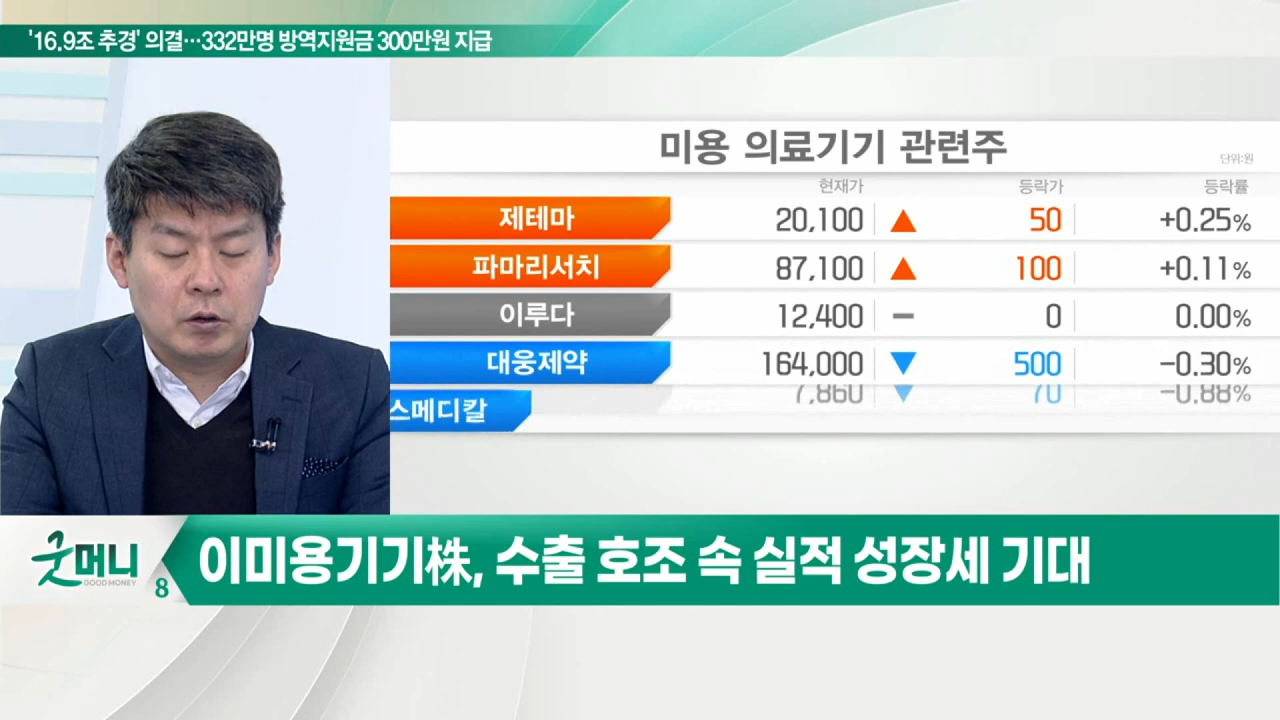 '16.9조 추경' 의결…332만명 방역지원금 300만원 지급
미용 의료기기 관련주
단위:원
현재가 등락가 등락률
제테마 20,100 ▲ 50 +0.25%
파마리서치 87,100 ▲ 100 +0.11%
이루다 12,400 - 0 0.00%
대웅제약 164,000 ▼ 500 -0.30%
스메디칼 7,860 ▼ 70 -0.88%
굿머니
GOOD MONEY
8
이미용기기株, 수출 호조 속 실적 성장세 기대